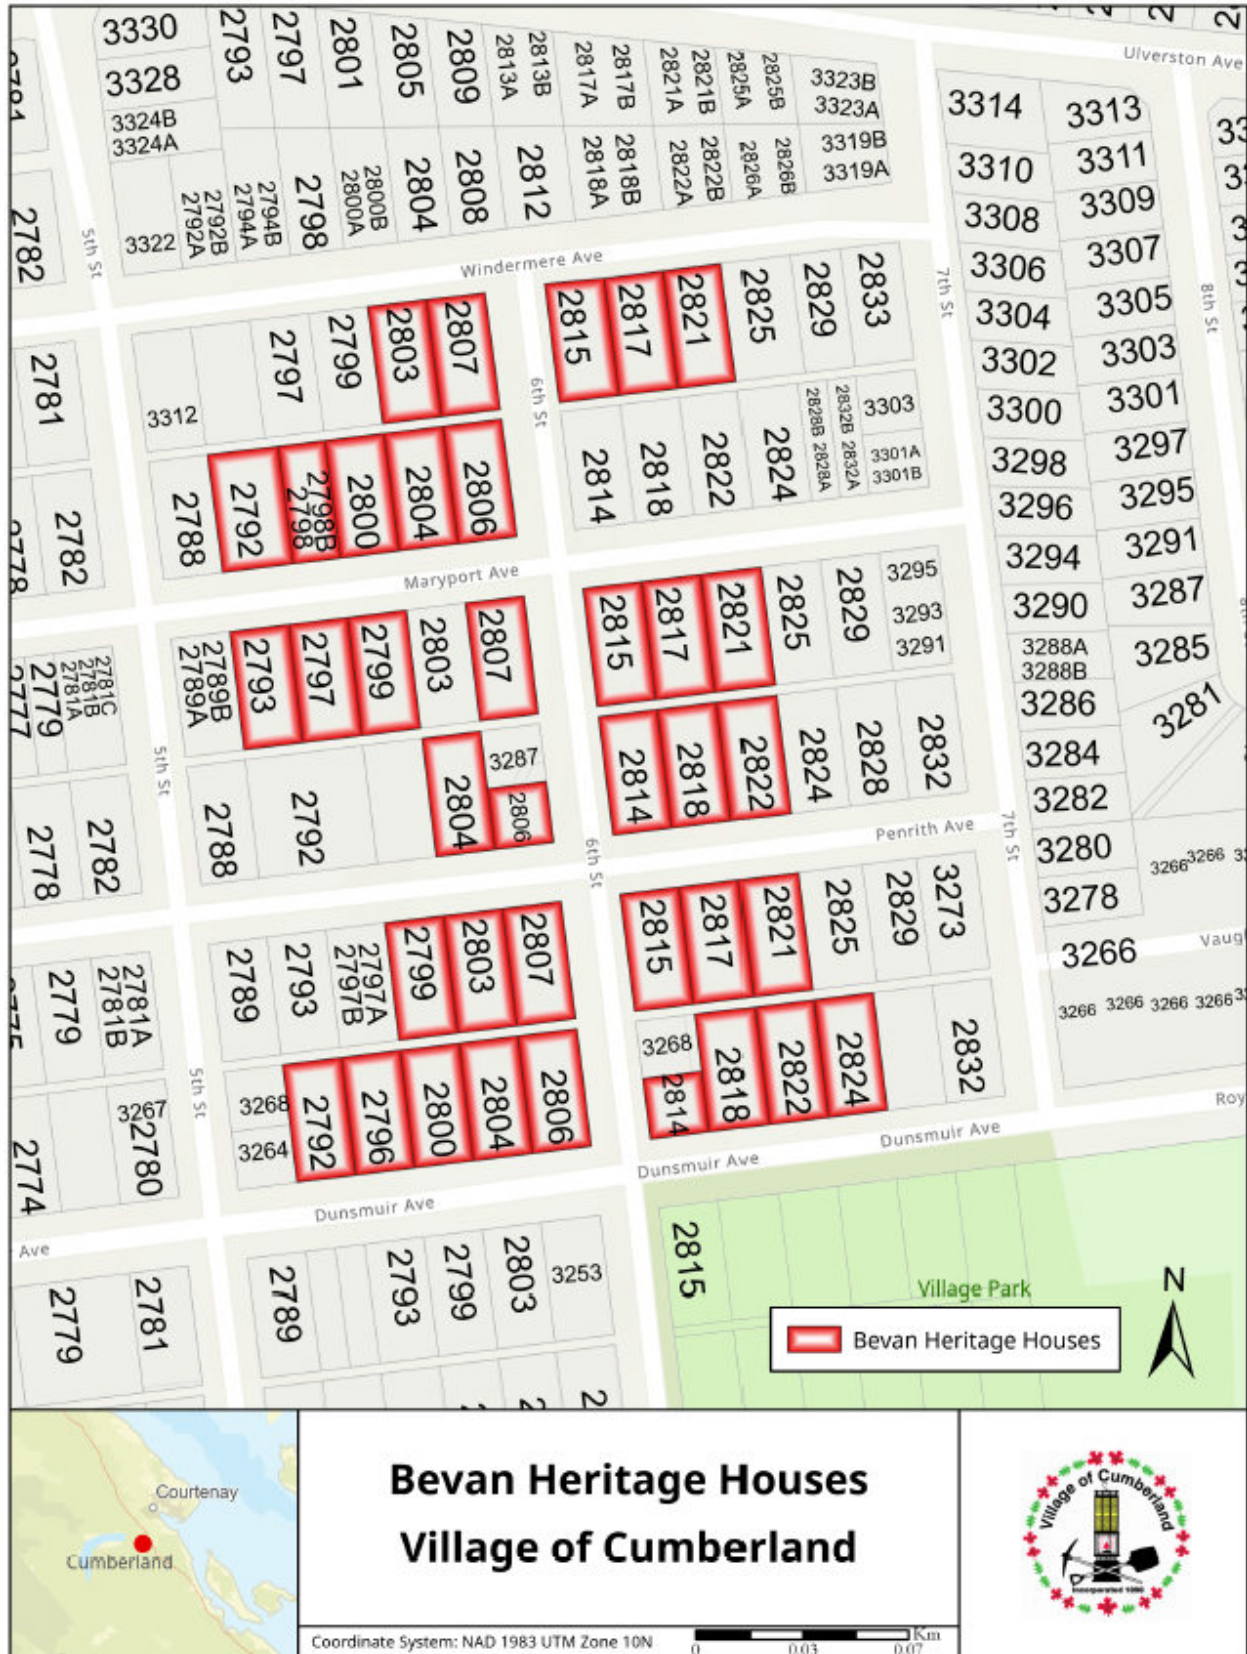 3330
2793
2797
2801
2805
2809
2813A
2813B
2817A
2817B
2821A
2821B
2825A
2825B
3323B
3323A
Ulverston Ave
3328
3324B
3324A
3314
3313
3319B
3319A
3310
3311
2782
3322
2792A
2792B
2794A
2794B
2798
2800A
2800B
2804
2808
2812
2818A
2818B
2822A
2822B
2826A
2826B
3308
3309
5th St
Windermere Ave
7th St
8th St
3306
3307
3304
3305
2781
3312
2797
2799
2803
2807
6th St
2815
2817
2821
2825
2829
2833
3302
3303
3300
3301
3303
2782
2788
2792
2798
2798B
2800
2804
2806
2814
2818
2822
2824
2828B
2828A
2832B
2832A
3301A
3301B
3298
3297
3296
3295
Maryport Ave
3294
3291
2777
2779
2781A
2781B
2781C
2789A
2789B
2793
2797
2799
2803
2807
2815
2817
2821
2825
2829
3295
3293
3291
3290
3287
3288A
3288B
3285
3286
3281
5th St
3287
2778
2782
2788
2792
2804
2806
2814
2818
2822
2824
2828
2832
3284
3282
6th St
Penrith Ave
7th St
3280
3266
3266
3278
2779
2781A
2781B
2789
2793
2797A
2797B
2799
2803
2807
2815
2817
2821
2825
2829
3273
3266
3266
3266
3266
3266
5th St
3267
2774
2780
3268
3264
2792
2796
2800
2804
2806
3268
2814
2818
2822
2824
2832
Dunsmuir Ave
Dunsmuir Ave
Dunsmuir Ave
Ave
2779
2781
2789
2793
2799
2803
3253
2815
Village Park
N
Bevan Heritage Houses
Courtenay
Cumberland
Bevan Heritage Houses
Village of Cumberland
Coordinate System: NAD 1983 UTM Zone 10N
Km
0
0.03
0.07
Village of Cumberland
Incorporated 1898